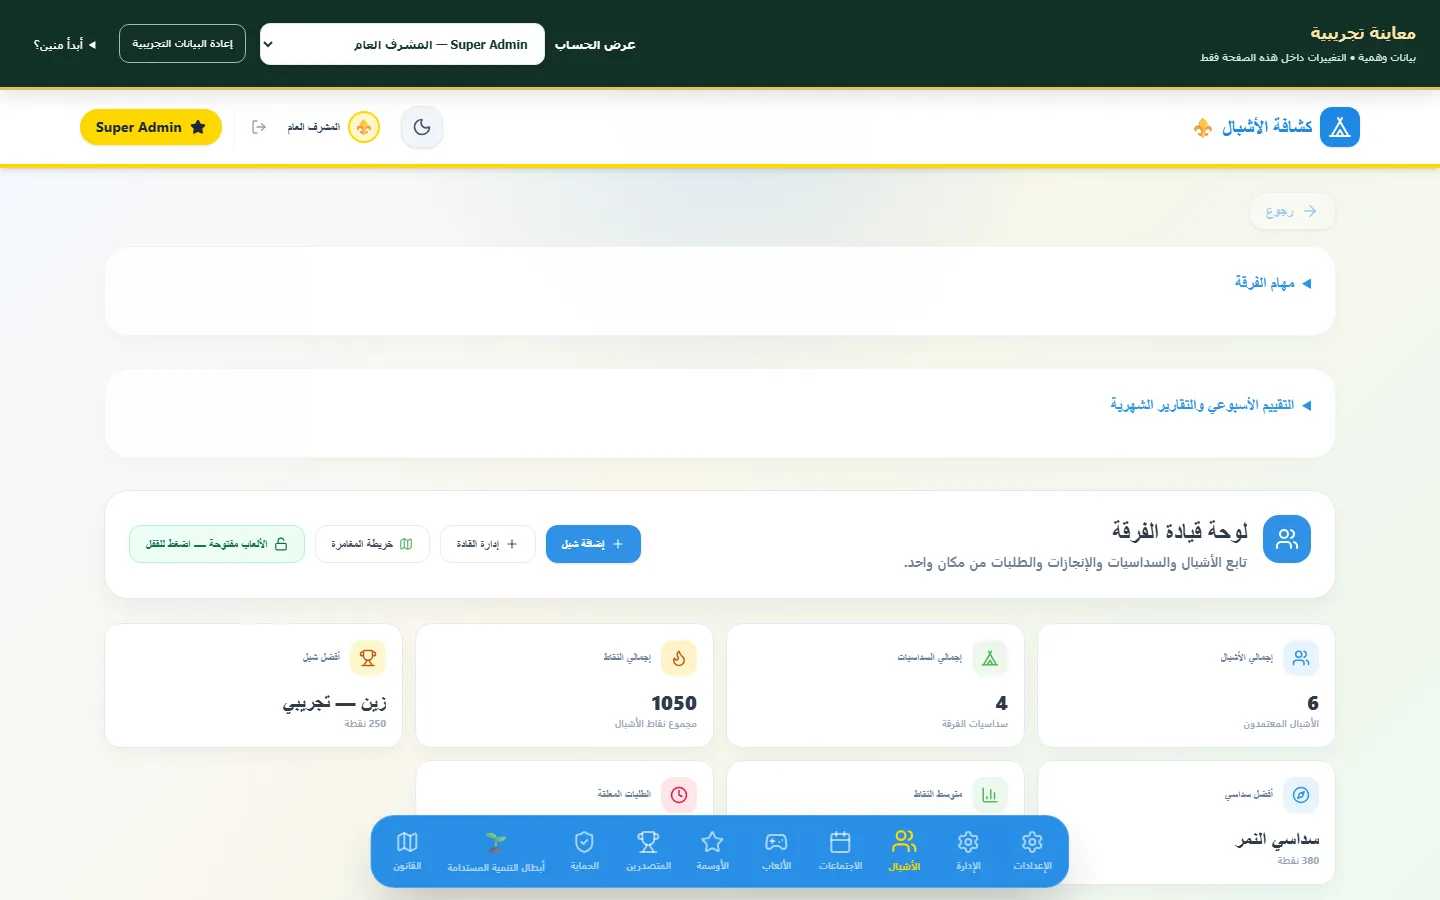 معاينة تجريبية
بيانات وهمية • التغييرات داخل هذه الصفحة فقط
عرض الحساب
Super Admin — المشرف العام
إعادة البيانات التجريبية
◀ أبدأ منين؟
كشافة الأشبال ⚜️
المشرف العام
Super Admin
رجوع
◀ مهام الفرقة
◀ التقييم الأسبوعي والتقارير الشهرية
لوحة قيادة الفرقة
تابع الأشبال والسداسيات والإنجازات والطلبات من مكان واحد.
إضافة شبل
إدارة القادة
خريطة المغامرة
الألعاب مفتوحة — اضغط للقفل
إجمالي الأشبال
6
الأشبال المعتمدون
إجمالي السداسيات
4
سداسيات الفرقة
إجمالي النقاط
1050
مجموع نقاط الأشبال
أفضل شبل
زين — تجريبي
250 نقطة
أفضل سداسي
سداسي النمر
380 نقطة
متوسط النقاط
الطلبات المعلقة
الإعدادات
الإدارة
الأشبال
الاجتماعات
الألعاب
الأوسمة
المتصدرين
الحماية
أبطال التنمية المستدامة
القانون